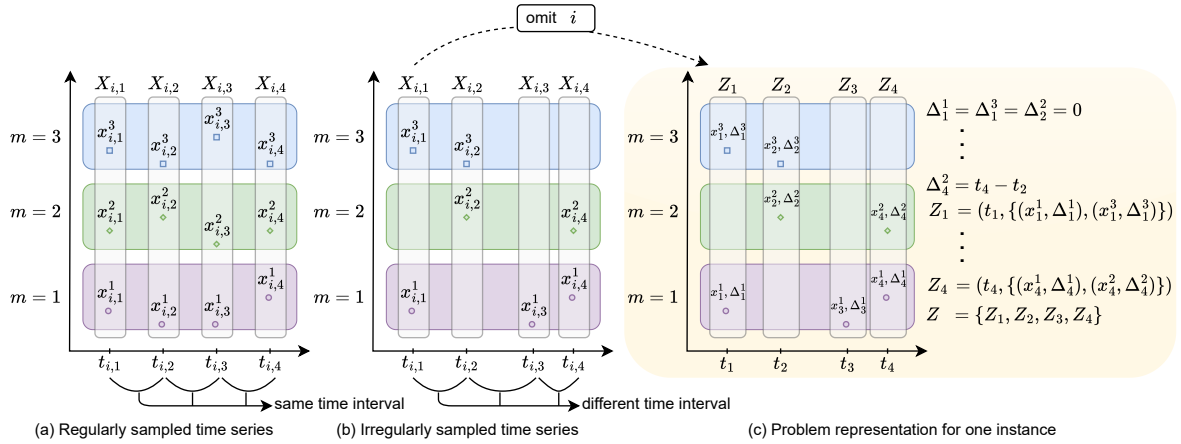 omit i
X_{i,1} X_{i,2} X_{i,3} X_{i,4}
m = 3
x^3_{i,1} x^3_{i,2} x^3_{i,3} x^3_{i,4}
m = 2
x^2_{i,1} x^2_{i,2} x^2_{i,3} x^2_{i,4}
m = 1
x^1_{i,1} x^1_{i,2} x^1_{i,3} x^1_{i,4}
t_{i,1} t_{i,2} t_{i,3} t_{i,4}
same time interval
(a) Regularly sampled time series
X_{i,1} X_{i,2} X_{i,3} X_{i,4}
m = 3
x^3_{i,1} x^3_{i,2}
m = 2
x^2_{i,2} x^2_{i,4}
m = 1
x^1_{i,1} x^1_{i,3} x^1_{i,4}
t_{i,1} t_{i,2} t_{i,3} t_{i,4}
different time interval
(b) Irregularly sampled time series
Z_1 Z_2 Z_3 Z_4
m = 3
x^3_1, Δ^3_1 x^3_2, Δ^3_2
m = 2
x^2_2, Δ^2_2 x^2_4, Δ^2_4
m = 1
x^1_1, Δ^1_1 x^1_3, Δ^1_3 x^1_4, Δ^1_4
t_1 t_2 t_3 t_4
Δ^1_1 = Δ^3_1 = Δ^2_2 = 0
Δ^2_4 = t_4 − t_2
Z_1 = (t_1, {(x^1_1, Δ^1_1), (x^3_1, Δ^3_1)})
Z_4 = (t_4, {(x^1_4, Δ^1_4), (x^2_4, Δ^2_4)})
Z = {Z_1, Z_2, Z_3, Z_4}
(c) Problem representation for one instance